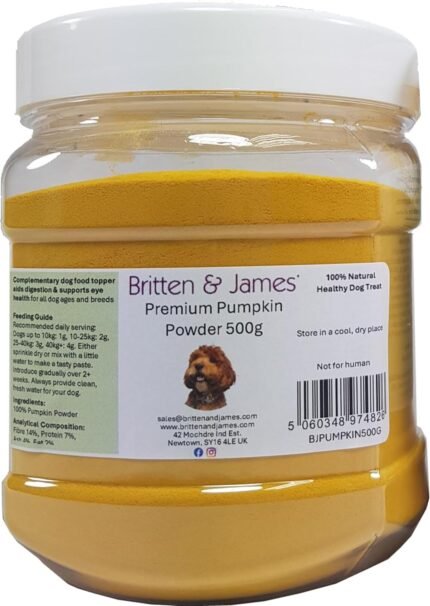 Complementary dog food topper
aids digestion & supports eye
health for all dog ages and breeds
Feeding Guide
Recommended daily serving:
Dogs up to 10kg: 1g, 10-25kg: 2g,
25-40kg: 3g, 40kg+: 4g. Either
sprinkle dry or mix with a little
water to make a tasty paste.
Introduce gradually over 2+
weeks. Always provide clean,
fresh water for your dog.
Ingredients:
100% Pumpkin Powder
Analytical Composition:
Fibre 14%, Protein 7%,
Britten & James®
Premium Pumpkin
Powder 500g
sales@brittenandjames.com
www.brittenandjames.com
42 Mochdre Ind Est.
Newtown, SY16 4LE UK
100% Natural
Healthy Dog Treat
Store in a cool, dry place
Not for human
5 060348 974826
BJPUMPKIN500G